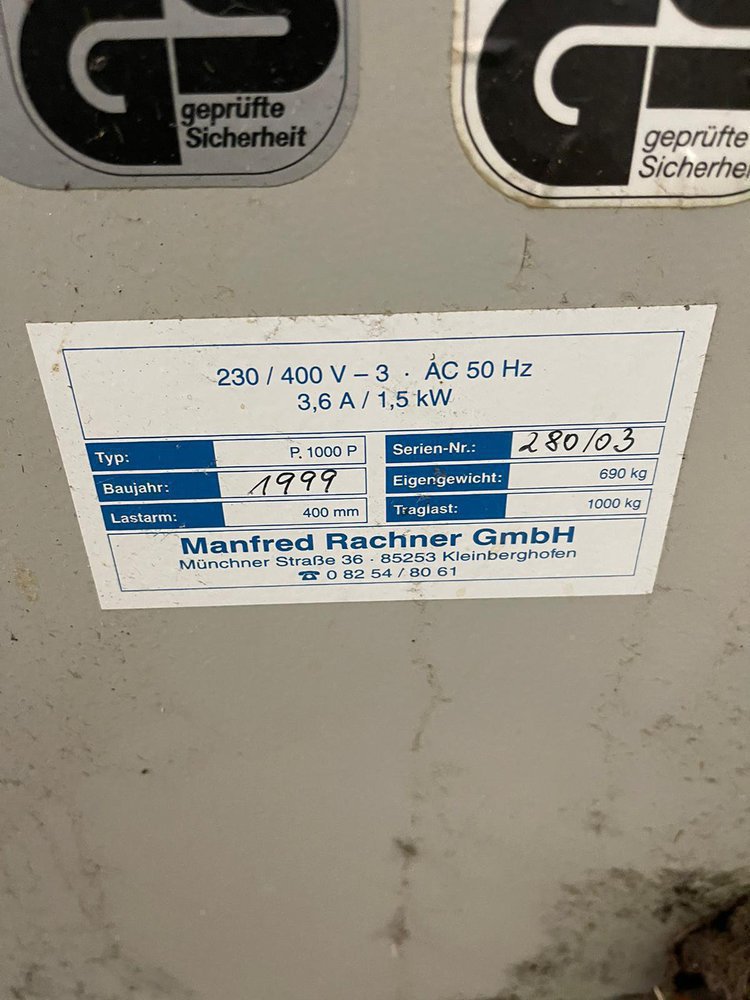 geprüfte
Sicherheit
geprüfte
230 / 400 V – 3 · AC 50 Hz
3,6 A / 1,5 kW
Typ: P. 1000 P
Baujahr: 1999
Lastarm: 400 mm
Serien-Nr.: 280/03
Eigengewicht: 690 kg
Traglast: 1000 kg
Manfred Rachner GmbH
Münchner Straße 36 · 85253 Kleinberghofen
☎ 0 82 54 / 80 61